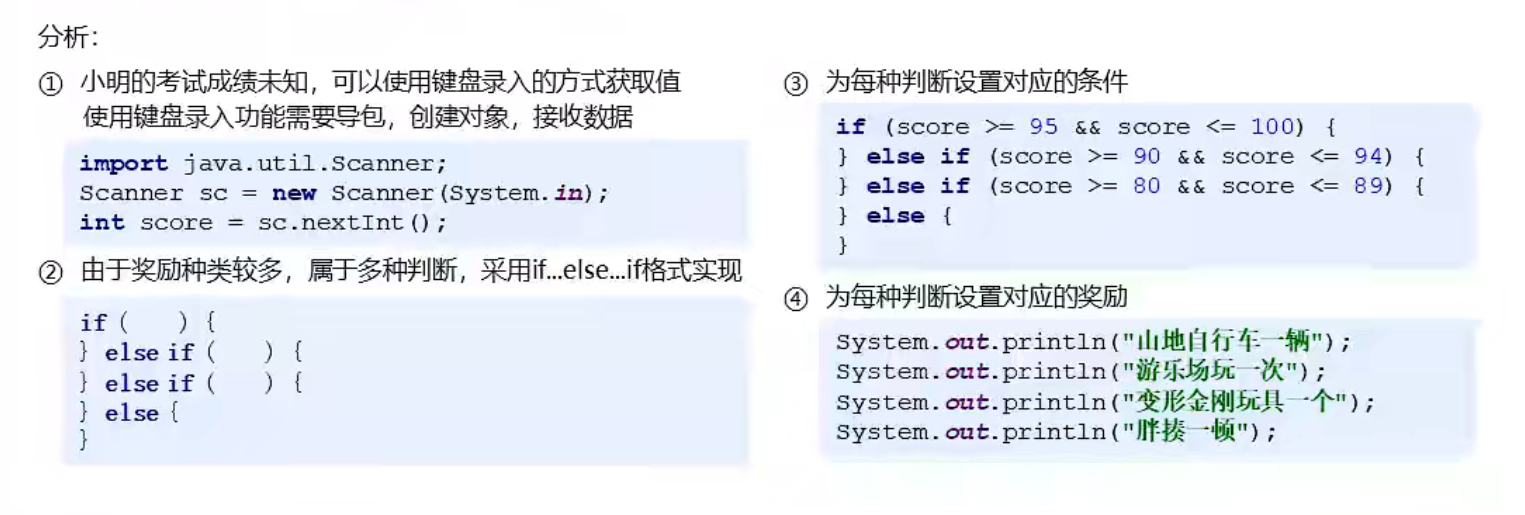 分析：
① 小明的考试成绩未知，可以使用键盘录入的方式获取值
使用键盘录入功能需要导包，创建对象，接收数据
import java.util.Scanner;
Scanner sc = new Scanner(System.in);
int score = sc.nextInt();
② 由于奖励种类较多，属于多种判断，采用if...else...if格式实现
if (    ) {
} else if (    ) {
} else if (    ) {
} else {
}
③ 为每种判断设置对应的条件
if (score >= 95 && score <= 100) {
} else if (score >= 90 && score <= 94) {
} else if (score >= 80 && score <= 89) {
} else {
}
④ 为每种判断设置对应的奖励
System.out.println("山地自行车一辆");
System.out.println("游乐场玩一次");
System.out.println("变形金刚玩具一个");
System.out.println("胖揍一顿");